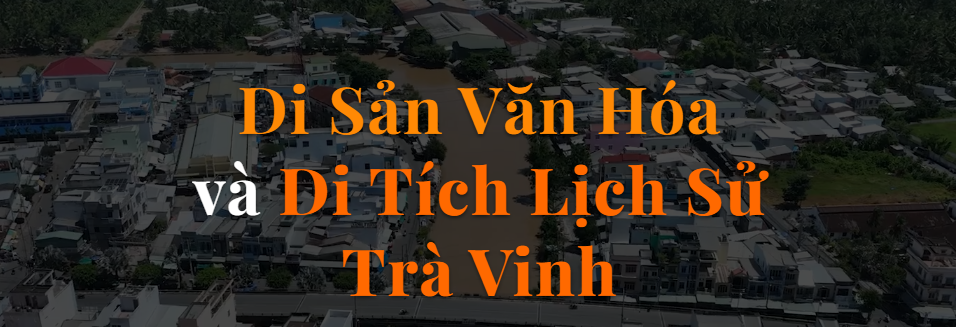 Di Sản Văn Hóa
và Di Tích Lịch Sử
Trà Vinh